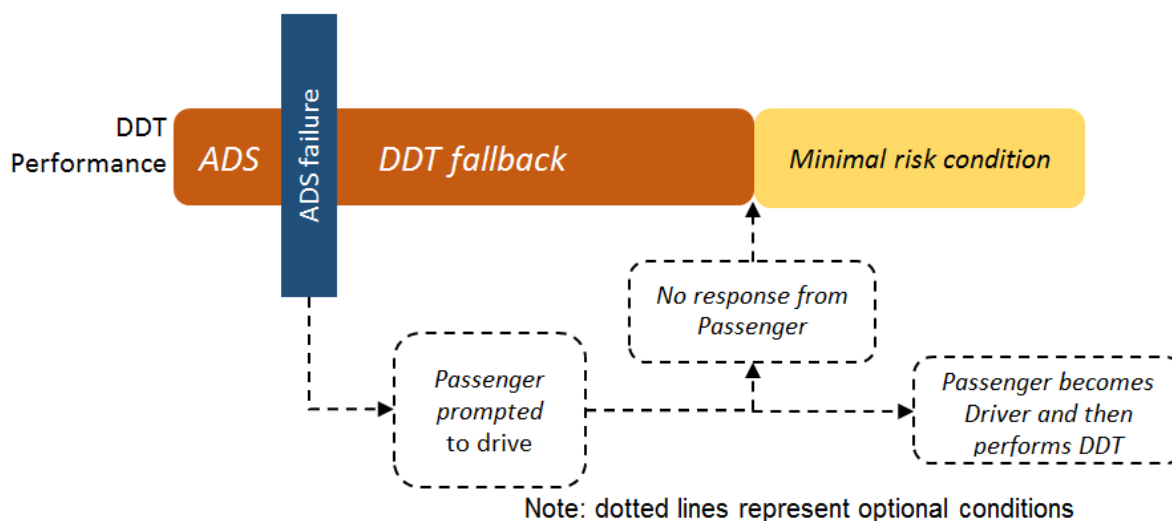 DDT
Performance
ADS
ADS failure
DDT fallback
Minimal risk condition
No response from
Passenger
Passenger
prompted
to drive
Passenger becomes
Driver and then
performs DDT
Note: dotted lines represent optional conditions